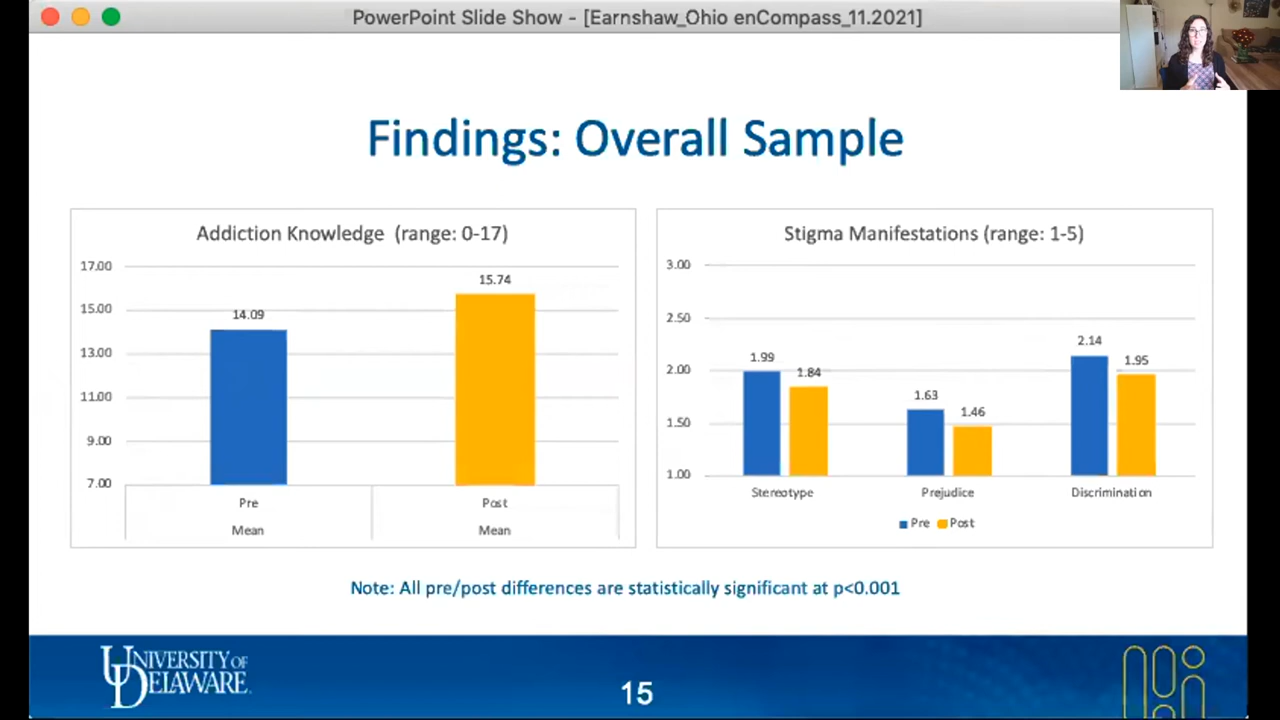 PowerPoint Slide Show - [Earnshaw_Ohio enCompass_11.2021]
Findings: Overall Sample
Addiction Knowledge (range: 0-17)
17.00
15.00
13.00
11.00
9.00
7.00
14.09
15.74
Pre
Post
Mean
Mean
Stigma Manifestations (range: 1-5)
3.00
2.50
2.00
1.50
1.00
1.99
1.84
1.63
1.46
2.14
1.95
Stereotype
Prejudice
Discrimination
Pre
Post
Note: All pre/post differences are statistically significant at p<0.001
UNIVERSITY OF
DELAWARE.
15